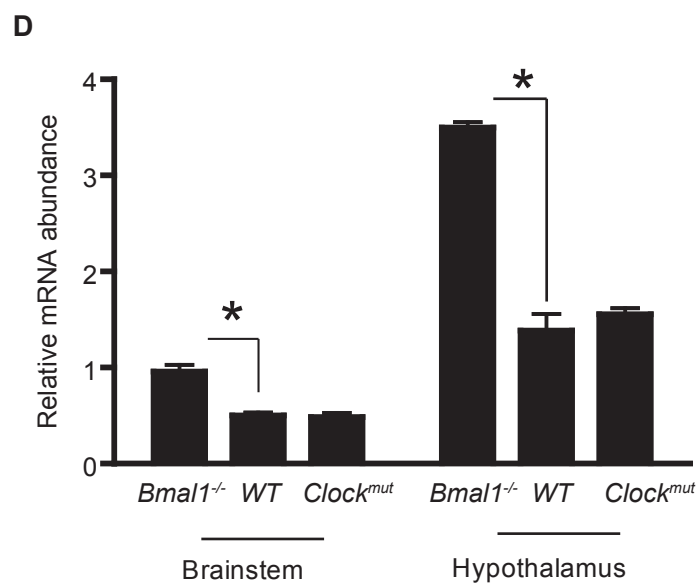 D
Relative mRNA abundance
4
3
2
1
0
*
*
Bmal1-/- WT Clockmut Bmal1-/- WT Clockmut
Brainstem Hypothalamus